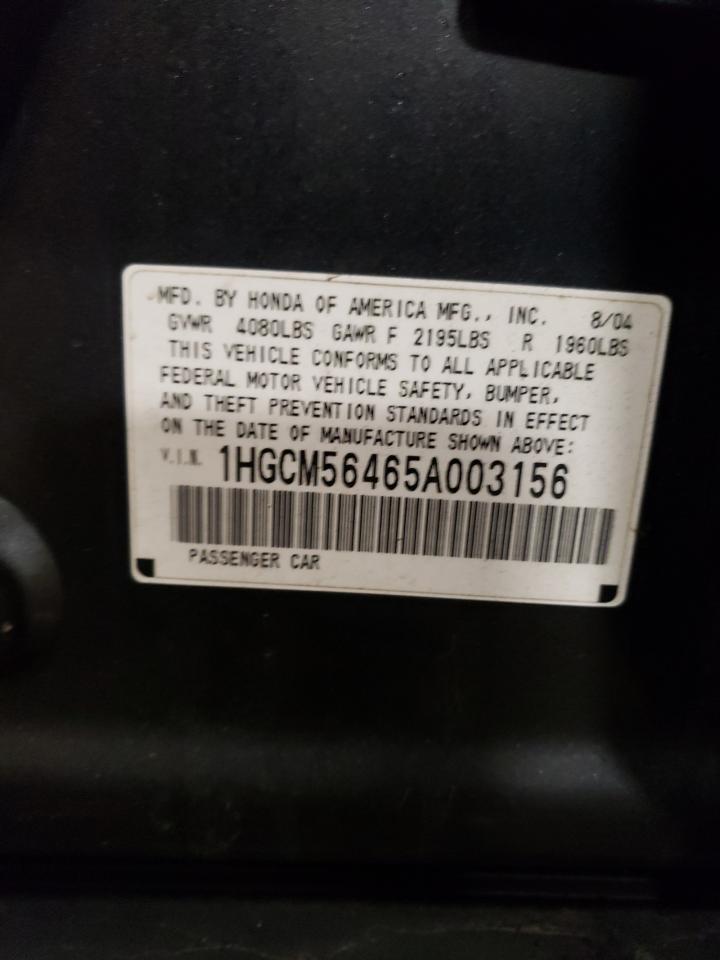 MFD. BY HONDA OF AMERICA MFG., INC. 8/04
GVWR 4080LBS GAWR F 2195LBS R 1960LBS
THIS VEHICLE CONFORMS TO ALL APPLICABLE
FEDERAL MOTOR VEHICLE SAFETY, BUMPER,
AND THEFT PREVENTION STANDARDS IN EFFECT
ON THE DATE OF MANUFACTURE SHOWN ABOVE:
V.I.N. 1HGCM56465A003156
PASSENGER CAR